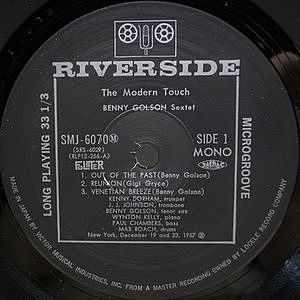 RIVERSIDE
The Modern Touch
BENNY GOLSON Sextet
LONG PLAYING 33 1/3
MICROGROOVE
SMJ-6070 M
SIDE 1
(SRS-6029)
(RLP12-256-A)
MONO
1. OUT OF THE PAST (Benny Golson)
2. REUNION (Gigi Gryce)
3. VENETIAN BREEZE (Benny Golson)
KENNY DORHAM, trumpet
J. J. JOHNSON, trombone
BENNY GOLSON, tenor sax
WYNTON KELLY, piano
PAUL CHAMBERS, bass
MAX ROACH, drums
New York, December 19 and 23, 1957 Ⓟ
MADE IN JAPAN BY VICTOR MUSICAL INDUSTRIES, INC. FROM A MASTER RECORDING OWNED BY